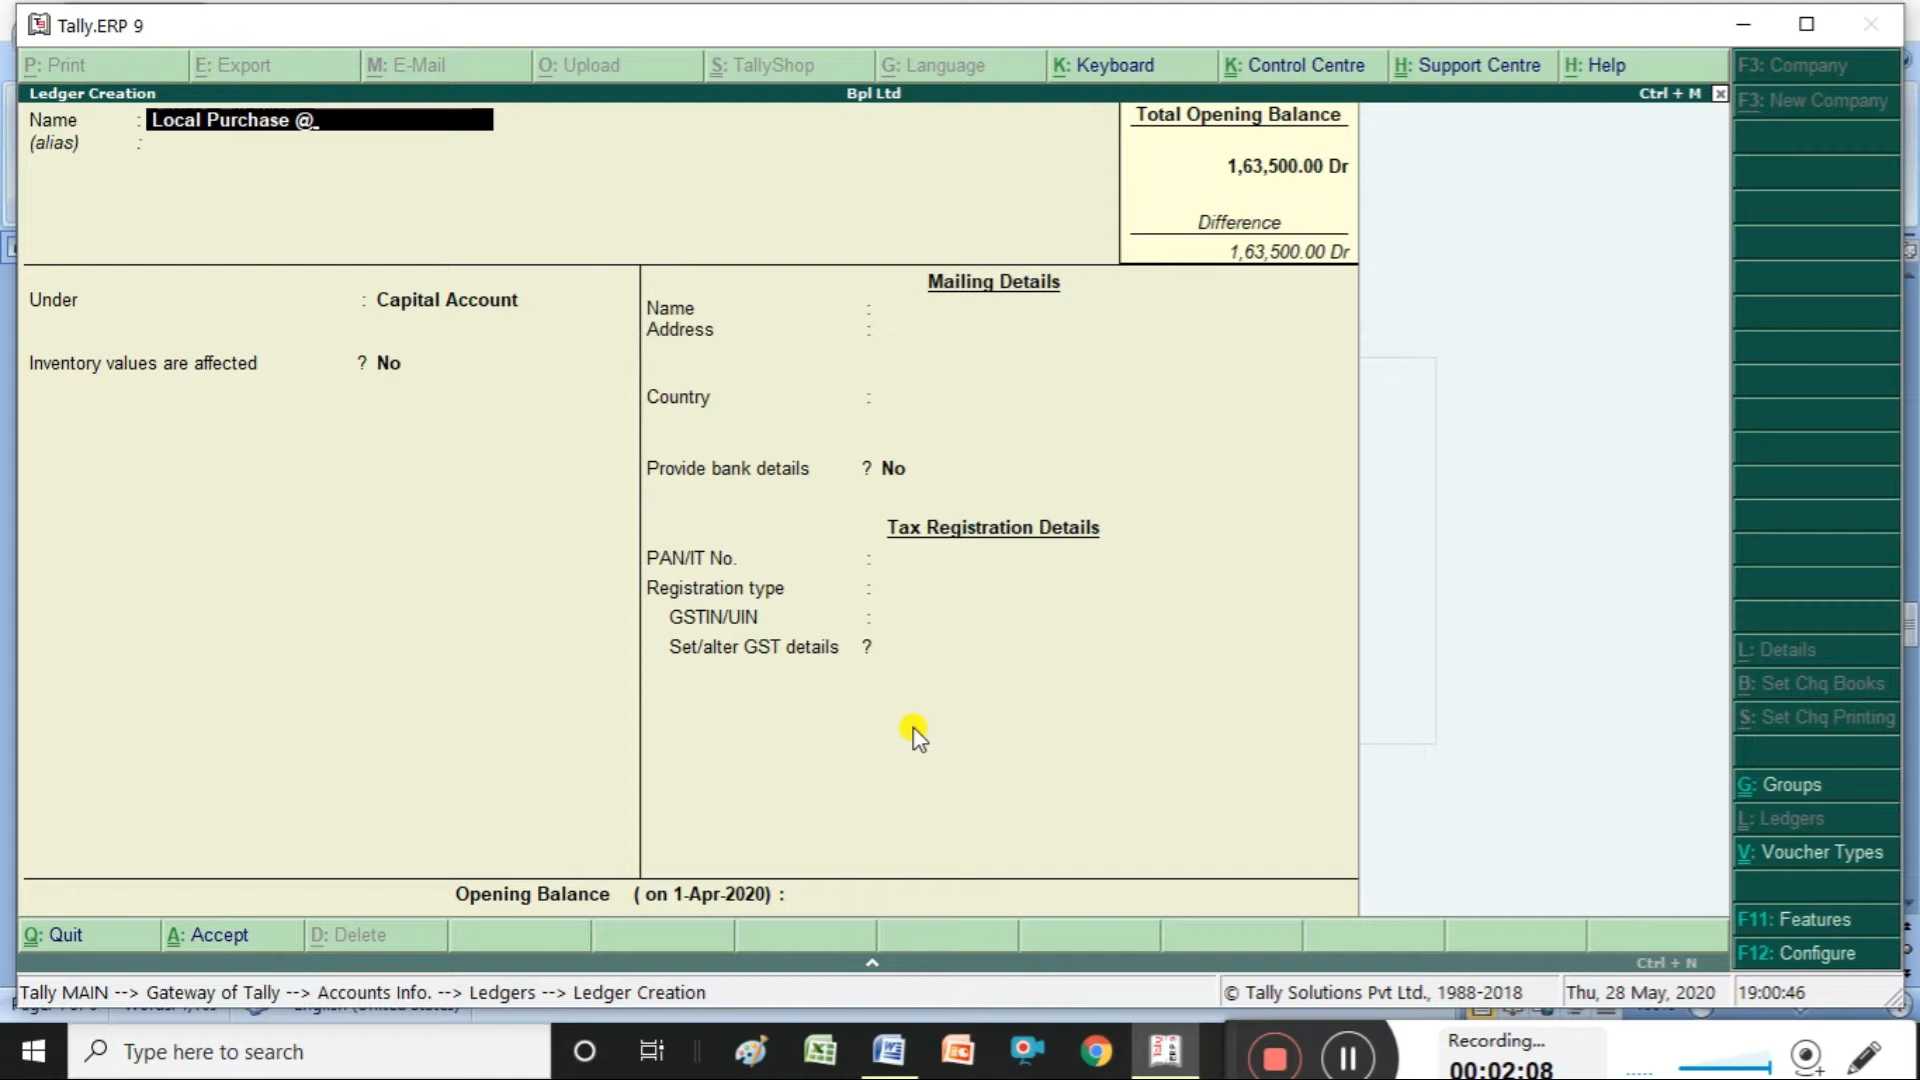 Tally.ERP 9
P: Print
E: Export
M: E-Mail
O: Upload
S: TallyShop
G: Language
K: Keyboard
K: Control Centre
H: Support Centre
H: Help
F3: Company
F3: New Company
Ledger Creation
Bpl Ltd
Ctrl + M
Name : Local Purchase @
(alias) :
Total Opening Balance
1,63,500.00 Dr
Difference
1,63,500.00 Dr
Under : Capital Account
Inventory values are affected ? No
Mailing Details
Name :
Address :
Country :
Provide bank details ? No
Tax Registration Details
PAN/IT No. :
Registration type :
GSTIN/UIN :
Set/alter GST details ?
L: Details
B: Set Chq Books
S: Set Chq Printing
G: Groups
L: Ledgers
V: Voucher Types
F11: Features
F12: Configure
Opening Balance ( on 1-Apr-2020) :
Q: Quit
A: Accept
D: Delete
Ctrl + N
Tally MAIN --> Gateway of Tally --> Accounts Info. --> Ledgers --> Ledger Creation
© Tally Solutions Pvt Ltd., 1988-2018
Thu, 28 May, 2020
19:00:46
Type here to search
Recording...
00:02:08